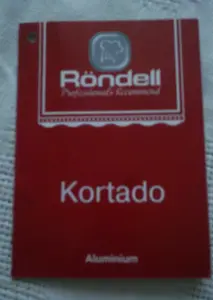 Röndell
Professionals Recommend
Kortado
Aluminium